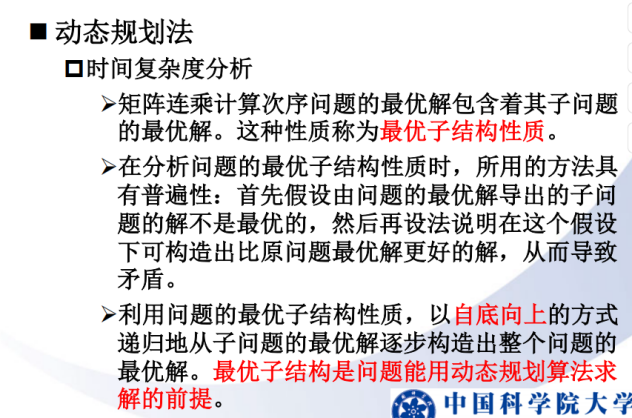 ■ 动态规划法
时间复杂度分析
➢矩阵连乘计算次序问题的最优解包含着其子问题
的最优解。这种性质称为最优子结构性质。
➢在分析问题的最优子结构性质时，所用的方法具
有普遍性：首先假设由问题的最优解导出的子问
题的解不是最优的，然后再设法说明在这个假设
下可构造出比原问题最优解更好的解，从而导致
矛盾。
➢利用问题的最优子结构性质，以自底向上的方式
递归地从子问题的最优解逐步构造出整个问题的
最优解。最优子结构是问题能用动态规划算法求
解的前提。
中国科学院大学